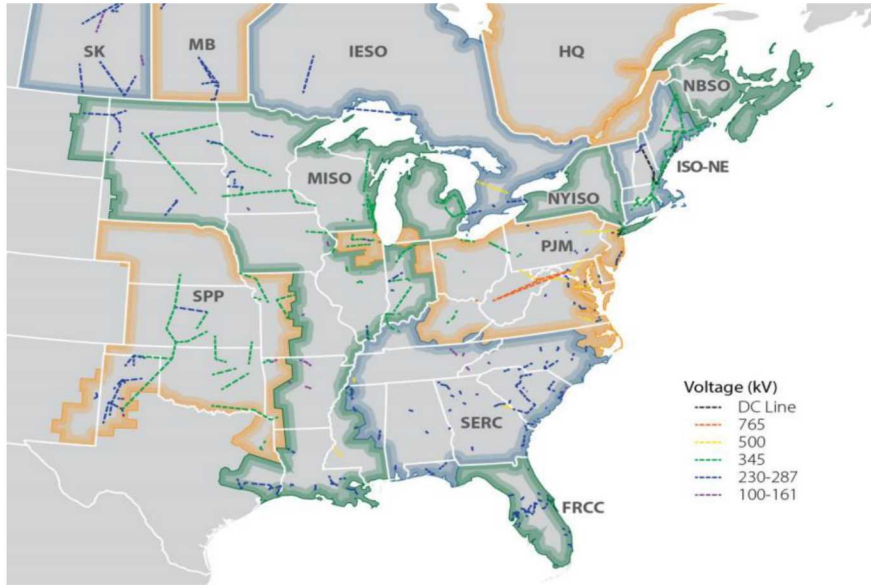 SK
MB
IESO
HQ
NBSO
MISO
ISO-NE
NYISO
PJM
SPP
SERC
FRCC
Voltage (kV)
DC Line
765
500
345
230-287
100-161